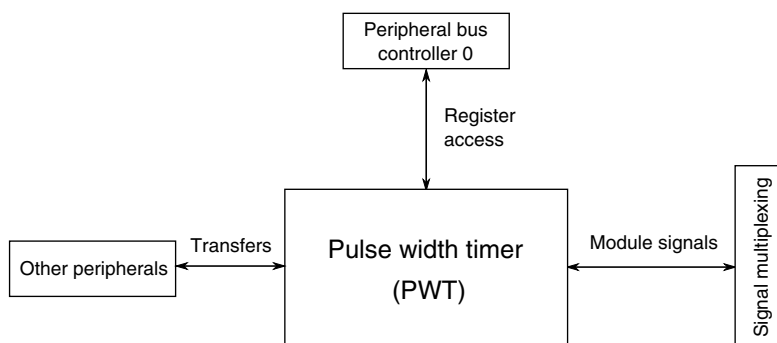 Peripheral bus
controller 0
Register
access
Signal multiplexing
Pulse width timer
(PWT)
Transfers
Module signals
Other peripherals